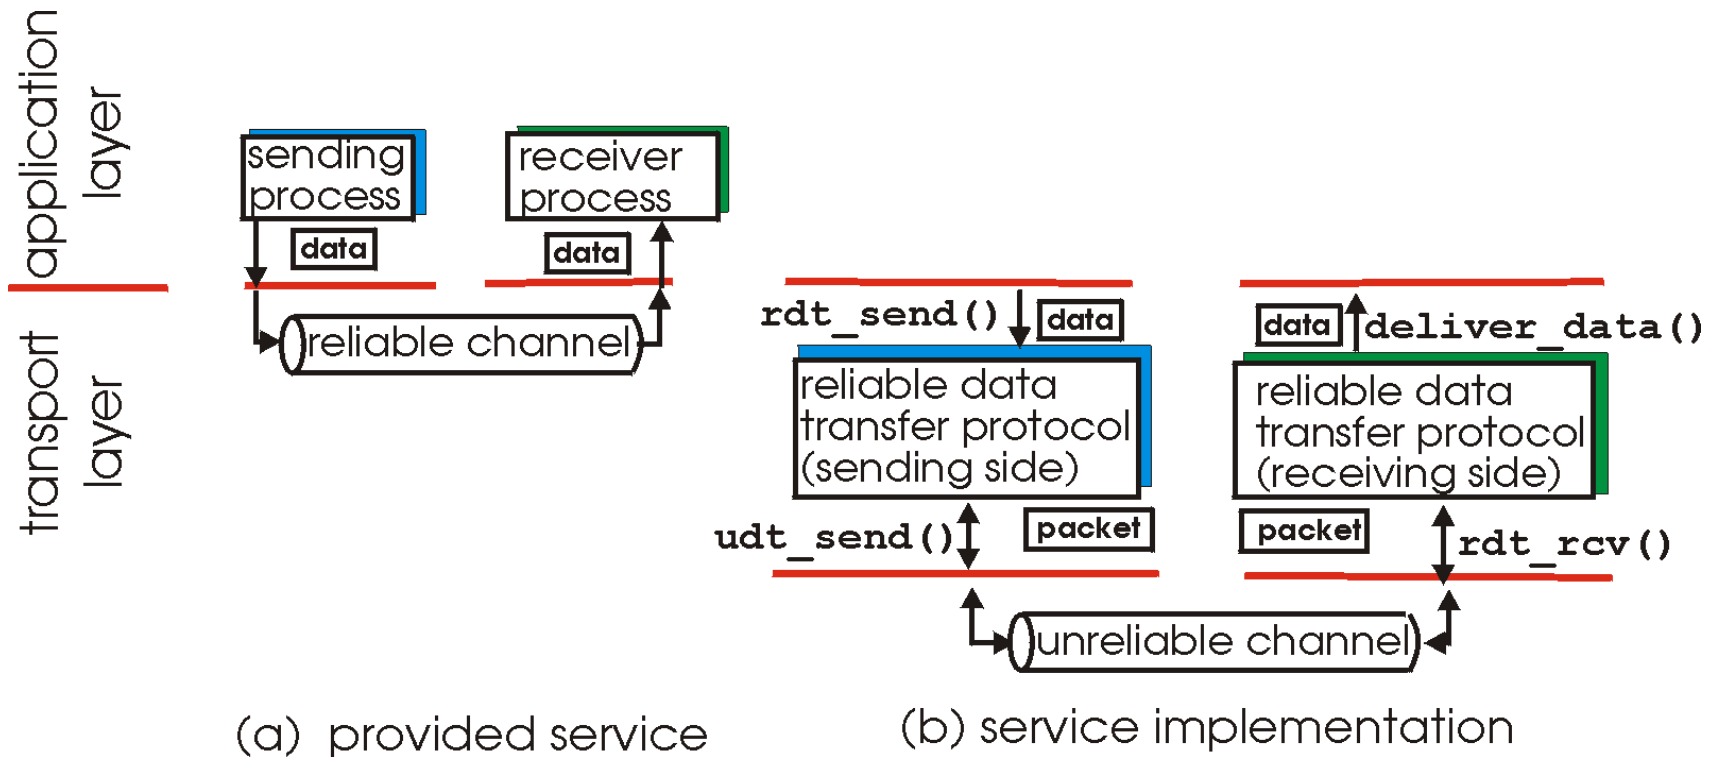 application
layer
transport
layer
sending
process
data
receiver
process
data
reliable channel
(a) provided service
rdt_send()
data
reliable data
transfer protocol
(sending side)
udt_send()
packet
data
deliver_data()
reliable data
transfer protocol
(receiving side)
packet
rdt_rcv()
unreliable channel
(b) service implementation